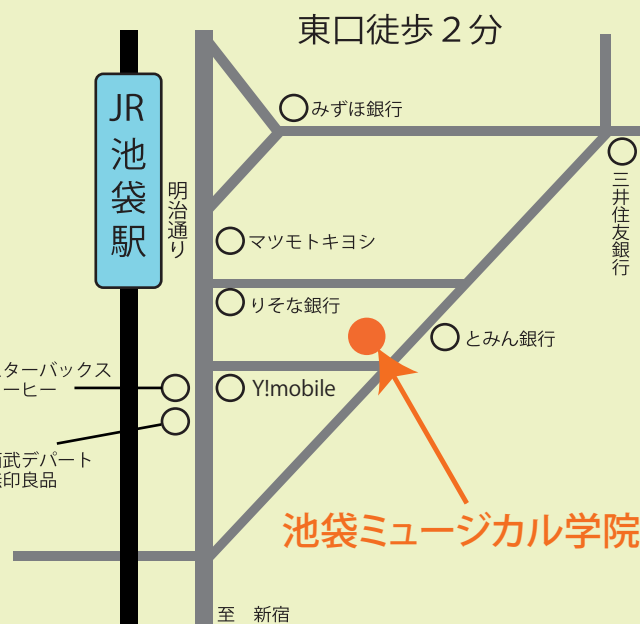 東口徒歩２分
みずほ銀行
JR池袋駅
明治通り
三井住友銀行
マツモトキヨシ
りそな銀行
とみん銀行
ターバックス
ーヒー
Y!mobile
武デパート
印良品
池袋ミュージカル学院
至　新宿